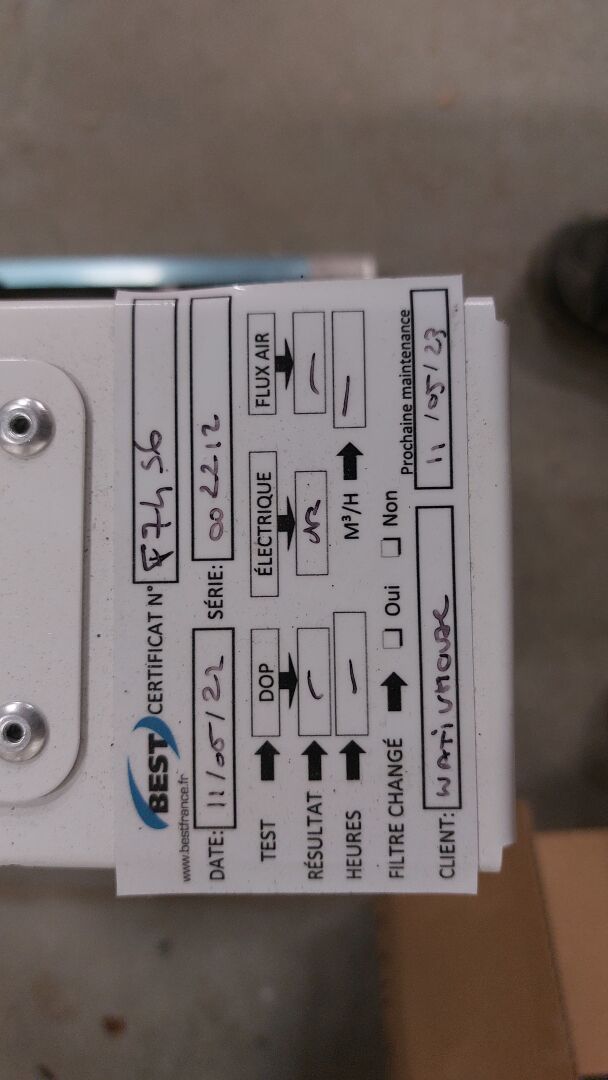 BEST CERTIFICAT N° F7456
www.bestfrance.fr
DATE: 11/05/22 SÉRIE: 002212
TEST DOP ÉLECTRIQUE FLUX AIR
RÉSULTAT — —
HEURES — M³/H —
FILTRE CHANGÉ Oui Non
Prochaine maintenance
CLIENT: 11/05/23